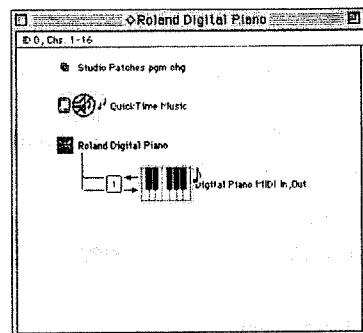 ◇Roland Digital Piano
ID 0, Chs. 1-16
Studio Patches pgm chg
QuickTime Music
Roland Digital Piano
1
Digital Piano MIDI In,Out